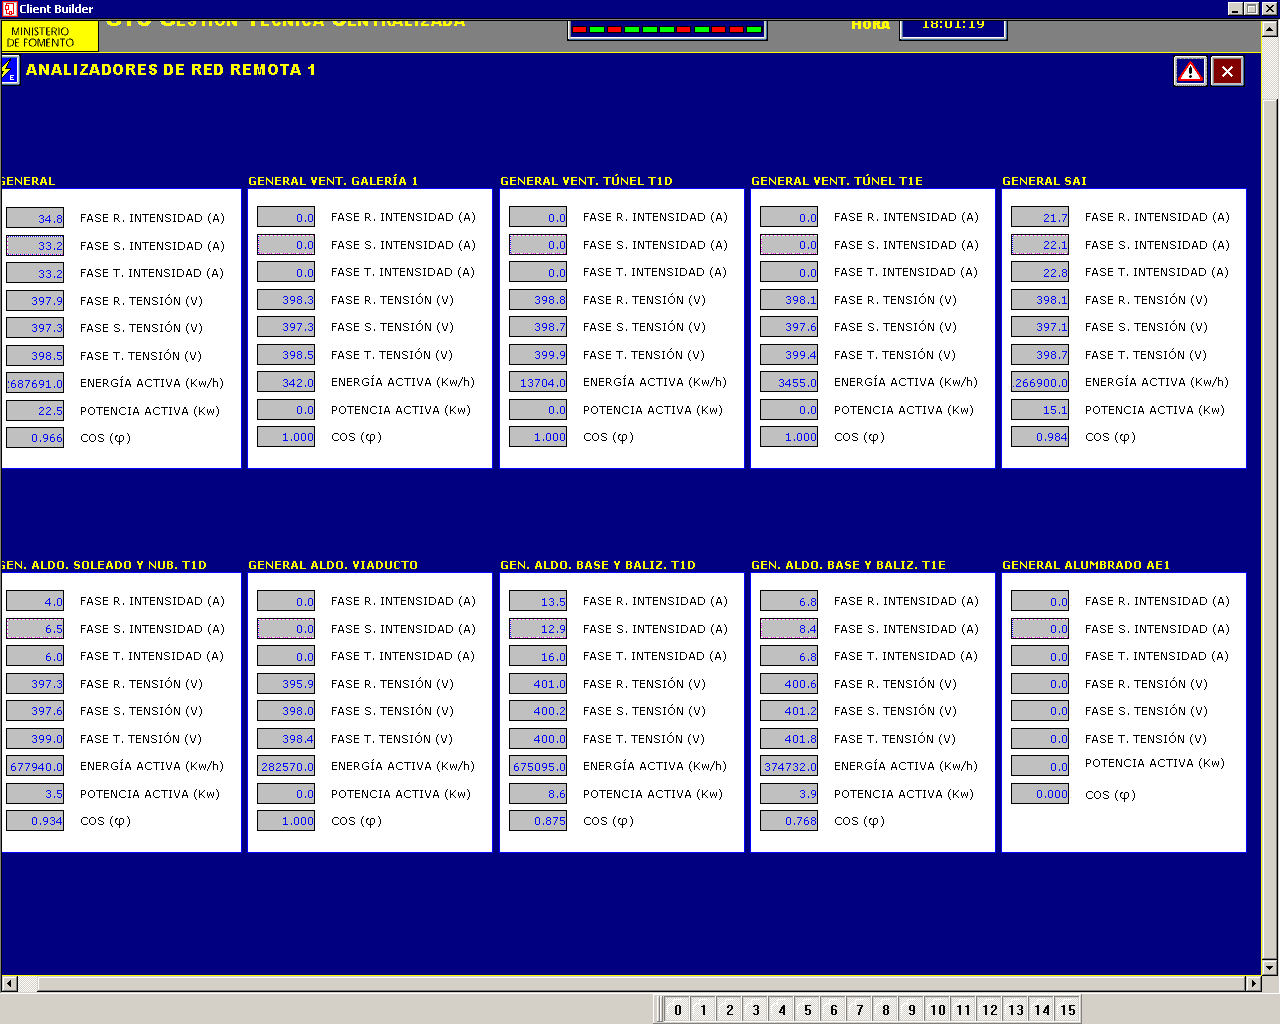 Client Builder
MINISTERIO
DE FOMENTO
HORA
18:01:19
E
ANALIZADORES DE RED REMOTA 1
GENERAL
34.8 FASE R. INTENSIDAD (A)
33.2 FASE S. INTENSIDAD (A)
33.2 FASE T. INTENSIDAD (A)
397.9 FASE R. TENSIÓN (V)
397.3 FASE S. TENSIÓN (V)
398.5 FASE T. TENSIÓN (V)
687691.0 ENERGÍA ACTIVA (Kw/h)
22.5 POTENCIA ACTIVA (Kw)
0.966 COS (φ)
GENERAL VENT. GALERÍA 1
0.0 FASE R. INTENSIDAD (A)
0.0 FASE S. INTENSIDAD (A)
0.0 FASE T. INTENSIDAD (A)
398.3 FASE R. TENSIÓN (V)
397.3 FASE S. TENSIÓN (V)
398.5 FASE T. TENSIÓN (V)
342.0 ENERGÍA ACTIVA (Kw/h)
0.0 POTENCIA ACTIVA (Kw)
1.000 COS (φ)
GENERAL VENT. TÚNEL T1D
0.0 FASE R. INTENSIDAD (A)
0.0 FASE S. INTENSIDAD (A)
0.0 FASE T. INTENSIDAD (A)
398.8 FASE R. TENSIÓN (V)
398.7 FASE S. TENSIÓN (V)
399.9 FASE T. TENSIÓN (V)
13704.0 ENERGÍA ACTIVA (Kw/h)
0.0 POTENCIA ACTIVA (Kw)
1.000 COS (φ)
GENERAL VENT. TÚNEL T1E
0.0 FASE R. INTENSIDAD (A)
0.0 FASE S. INTENSIDAD (A)
0.0 FASE T. INTENSIDAD (A)
398.1 FASE R. TENSIÓN (V)
397.6 FASE S. TENSIÓN (V)
399.4 FASE T. TENSIÓN (V)
3455.0 ENERGÍA ACTIVA (Kw/h)
0.0 POTENCIA ACTIVA (Kw)
1.000 COS (φ)
GENERAL SAI
21.7 FASE R. INTENSIDAD (A)
22.1 FASE S. INTENSIDAD (A)
22.8 FASE T. INTENSIDAD (A)
398.1 FASE R. TENSIÓN (V)
397.1 FASE S. TENSIÓN (V)
398.7 FASE T. TENSIÓN (V)
266900.0 ENERGÍA ACTIVA (Kw/h)
15.1 POTENCIA ACTIVA (Kw)
0.984 COS (φ)
GEN. ALDO. SOLEADO Y NUB. T1D
4.0 FASE R. INTENSIDAD (A)
6.5 FASE S. INTENSIDAD (A)
6.0 FASE T. INTENSIDAD (A)
397.3 FASE R. TENSIÓN (V)
397.6 FASE S. TENSIÓN (V)
399.0 FASE T. TENSIÓN (V)
677940.0 ENERGÍA ACTIVA (Kw/h)
3.5 POTENCIA ACTIVA (Kw)
0.934 COS (φ)
GENERAL ALDO. VIADUCTO
0.0 FASE R. INTENSIDAD (A)
0.0 FASE S. INTENSIDAD (A)
0.0 FASE T. INTENSIDAD (A)
395.9 FASE R. TENSIÓN (V)
398.0 FASE S. TENSIÓN (V)
398.4 FASE T. TENSIÓN (V)
282570.0 ENERGÍA ACTIVA (Kw/h)
0.0 POTENCIA ACTIVA (Kw)
1.000 COS (φ)
GEN. ALDO. BASE Y BALIZ. T1D
13.5 FASE R. INTENSIDAD (A)
12.9 FASE S. INTENSIDAD (A)
16.0 FASE T. INTENSIDAD (A)
401.0 FASE R. TENSIÓN (V)
400.2 FASE S. TENSIÓN (V)
400.0 FASE T. TENSIÓN (V)
675095.0 ENERGÍA ACTIVA (Kw/h)
8.6 POTENCIA ACTIVA (Kw)
0.875 COS (φ)
GEN. ALDO. BASE Y BALIZ. T1E
6.8 FASE R. INTENSIDAD (A)
8.4 FASE S. INTENSIDAD (A)
6.8 FASE T. INTENSIDAD (A)
400.6 FASE R. TENSIÓN (V)
401.2 FASE S. TENSIÓN (V)
401.8 FASE T. TENSIÓN (V)
374732.0 ENERGÍA ACTIVA (Kw/h)
3.9 POTENCIA ACTIVA (Kw)
0.768 COS (φ)
GENERAL ALUMBRADO AE1
0.0 FASE R. INTENSIDAD (A)
0.0 FASE S. INTENSIDAD (A)
0.0 FASE T. INTENSIDAD (A)
0.0 FASE R. TENSIÓN (V)
0.0 FASE S. TENSIÓN (V)
0.0 FASE T. TENSIÓN (V)
0.0 POTENCIA ACTIVA (Kw)
0.000 COS (φ)
0 1 2 3 4 5 6 7 8 9 10 11 12 13 14 15